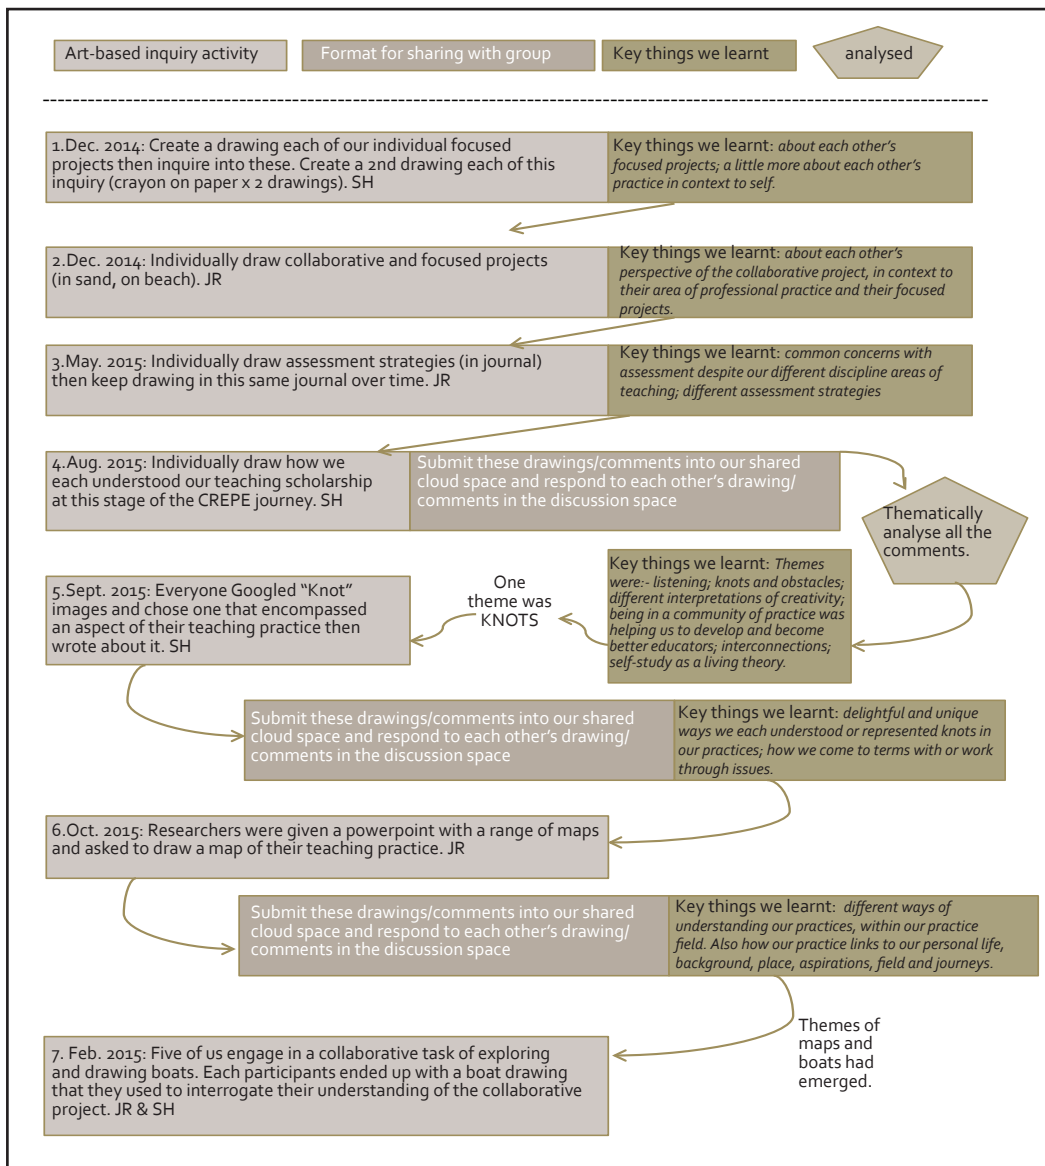 Art-based inquiry activity
Format for sharing with group
Key things we learnt
analysed
1.Dec. 2014: Create a drawing each of our individual focused
projects then inquire into these. Create a 2nd drawing each of this
inquiry (crayon on paper x 2 drawings). SH
Key things we learnt: about each other's
focused projects; a little more about each other's
practice in context to self.
2.Dec. 2014: Individually draw collaborative and focused projects
(in sand, on beach). JR
Key things we learnt: about each other's
perspective of the collaborative project, in context to
their area of professional practice and their focused
projects.
3.May. 2015: Individually draw assessment strategies (in journal)
then keep drawing in this same journal over time. JR
Key things we learnt: common concerns with
assessment despite our different discipline areas of
teaching; different assessment strategies
4.Aug. 2015: Individually draw how we
each understood our teaching scholarship
at this stage of the CREPE journey. SH
Submit these drawings/comments into our shared
cloud space and respond to each other's drawing/
comments in the discussion space
Thematically
analyse all the
comments.
Key things we learnt: Themes
were:- listening; knots and obstacles;
different interpretations of creativity;
being in a community of practice was
helping us to develop and become
better educators; interconnections;
self-study as a living theory.
One
theme was
KNOTS
5.Sept. 2015: Everyone Googled "Knot"
images and chose one that encompassed
an aspect of their teaching practice then
wrote about it. SH
Submit these drawings/comments into our shared
cloud space and respond to each other's drawing/
comments in the discussion space
Key things we learnt: delightful and unique
ways we each understood or represented knots in
our practices; how we come to terms with or work
through issues.
6.Oct. 2015: Researchers were given a powerpoint with a range of maps
and asked to draw a map of their teaching practice. JR
Submit these drawings/comments into our shared
cloud space and respond to each other's drawing/
comments in the discussion space
Key things we learnt: different ways of
understanding our practices, within our practice
field. Also how our practice links to our personal life,
background, place, aspirations, field and journeys.
Themes of
maps and
boats had
emerged.
7. Feb. 2015: Five of us engage in a collaborative task of exploring
and drawing boats. Each participants ended up with a boat drawing
that they used to interrogate their understanding of the collaborative
project. JR & SH